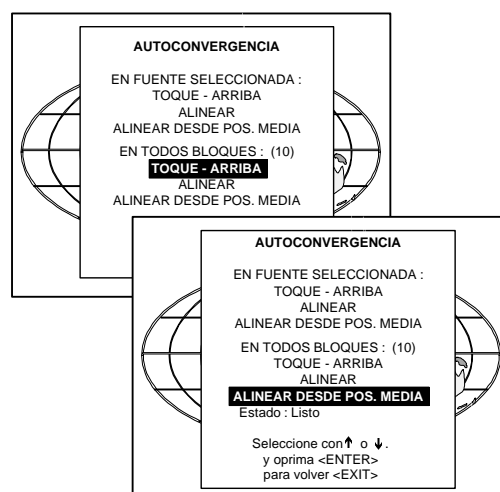 AUTOCONVERGENCIA
EN FUENTE SELECCIONADA :
TOQUE - ARRIBA
ALINEAR
ALINEAR DESDE POS. MEDIA
EN TODOS BLOQUES : (10)
TOQUE - ARRIBA
ALINEAR
ALINEAR DESDE POS. MEDIA
AUTOCONVERGENCIA
EN FUENTE SELECCIONADA :
TOQUE - ARRIBA
ALINEAR
ALINEAR DESDE POS. MEDIA
EN TODOS BLOQUES : (10)
TOQUE - ARRIBA
ALINEAR
ALINEAR DESDE POS. MEDIA
Estado : Listo
Seleccione con ↑ o ↓ .
y oprima <ENTER>
para volver <EXIT>